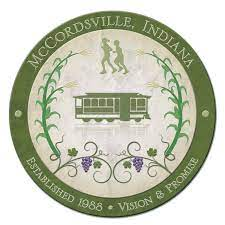 McCordsville, Indiana
Established 1988 • Vision & Promise